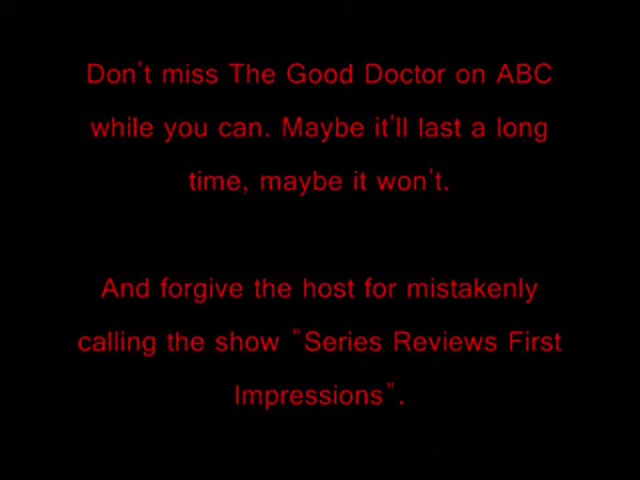 Don't miss The Good Doctor on ABC
while you can. Maybe it'll last a long
time, maybe it won't.
And forgive the host for mistakenly
calling the show "Series Reviews First
Impressions".